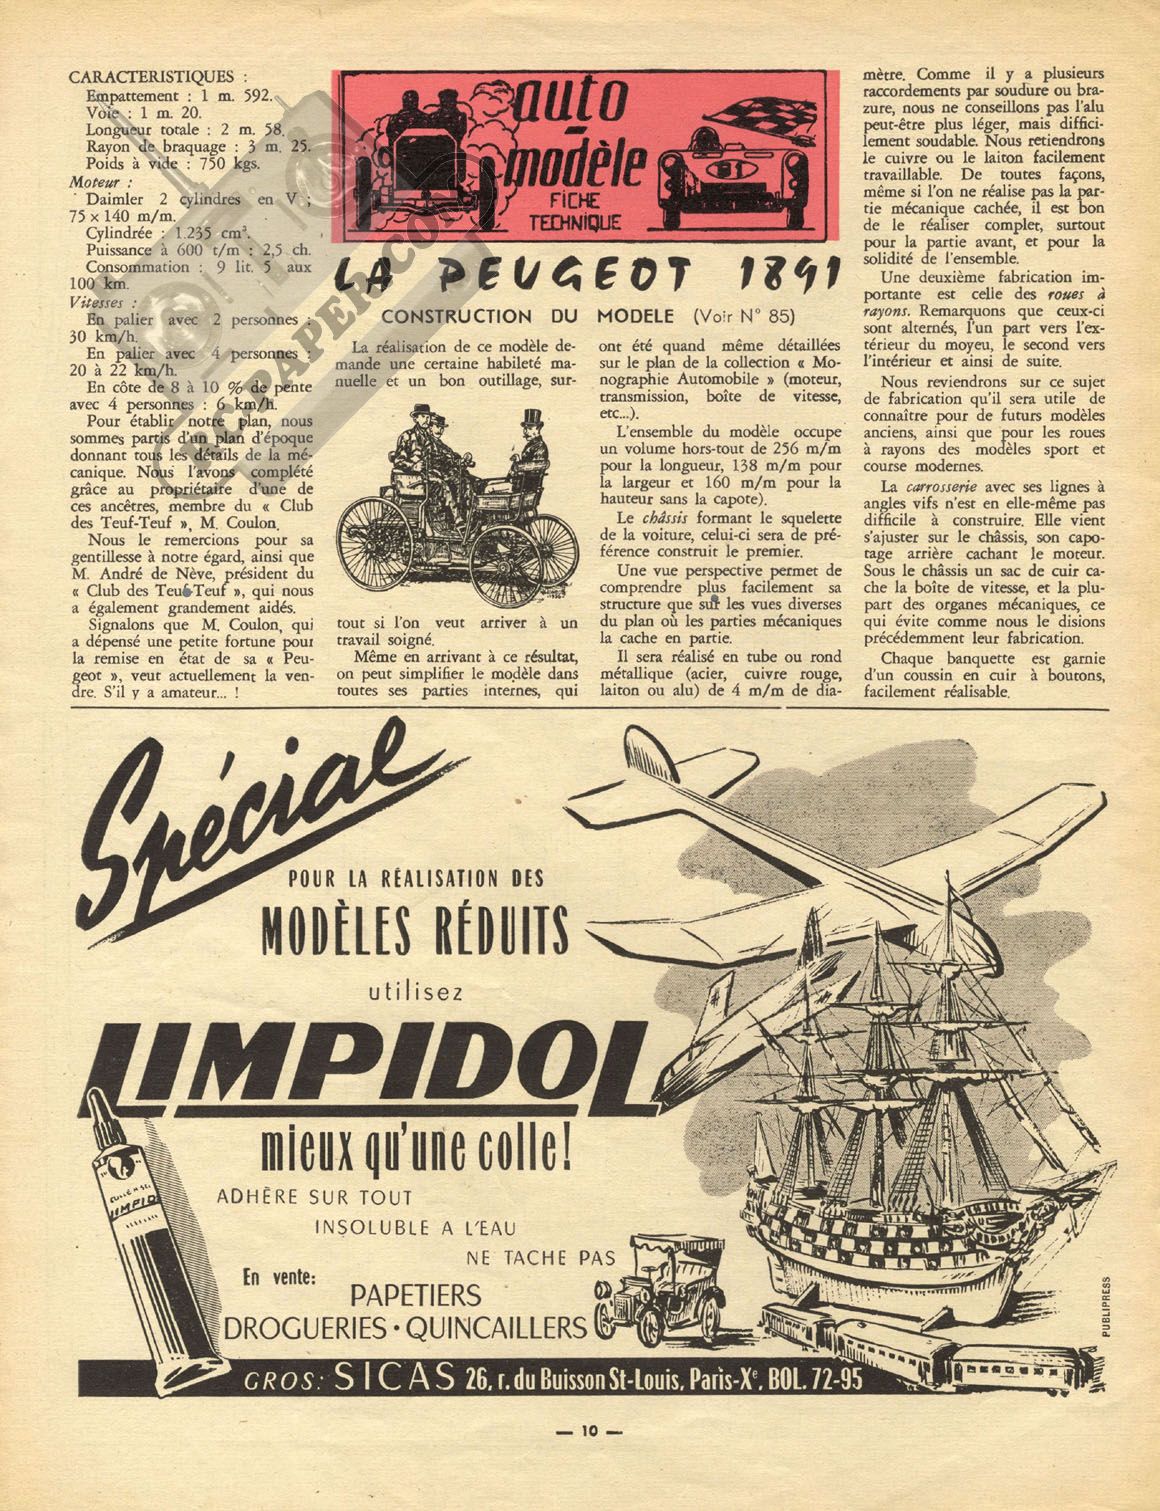 CARACTERISTIQUES :
Empattement : 1 m. 592.
Voie : 1 m. 20.
Longueur totale : 2 m. 58.
Rayon de braquage : 3 m. 25.
Poids à vide : 750 kgs.
Moteur :
Daimler 2 cylindres en V ;
75 × 140 m/m.
Cylindrée : 1.235 cm³.
Puissance à 600 t/m : 2,5 ch.
Consommation : 9 lit. 5 aux
100 km.
Vitesses :
En palier avec 2 personnes :
30 km/h.
En palier avec 4 personnes :
20 à 22 km/h.
En côte de 8 à 10 % de pente
avec 4 personnes : 6 km/h.
Pour établir notre plan, nous
sommes partis d'un plan d'époque
donnant tous les détails de la mé-
canique. Nous l'avons complété
grâce au propriétaire d'une de
ces ancêtres, membre du « Club
des Teuf-Teuf », M. Coulon.
Nous le remercions pour sa
gentillesse à notre égard, ainsi que
M. André de Nève, président du
« Club des Teuf-Teuf », qui nous
a également grandement aidés.
Signalons que M. Coulon, qui
a dépensé une petite fortune pour
la remise en état de sa « Peu-
geot », veut actuellement la ven-
dre. S'il y a amateur... !
auto
modèle
FICHE
TECHNIQUE
LA PEUGEOT 1891
CONSTRUCTION DU MODELE (Voir N° 85)
La réalisation de ce modèle de-
mande une certaine habileté ma-
nuelle et un bon outillage, sur-
tout si l'on veut arriver à un
travail soigné.
Même en arrivant à ce résultat,
on peut simplifier le modèle dans
toutes ses parties internes, qui
ont été quand même détaillées
sur le plan de la collection « Mo-
nographie Automobile » (moteur,
transmission, boîte de vitesse,
etc...).
L'ensemble du modèle occupe
un volume hors-tout de 256 m/m
pour la longueur, 138 m/m pour
la largeur et 160 m/m pour la
hauteur sans la capote).
Le châssis formant le squelette
de la voiture, celui-ci sera de pré-
férence construit le premier.
Une vue perspective permet de
comprendre plus facilement sa
structure que sur les vues diverses
du plan où les parties mécaniques
la cache en partie.
Il sera réalisé en tube ou rond
métallique (acier, cuivre rouge,
laiton ou alu) de 4 m/m de dia-
mètre. Comme il y a plusieurs
raccordements par soudure ou bra-
zure, nous ne conseillons pas l'alu
peut-être plus léger, mais diffici-
lement soudable. Nous retiendrons
le cuivre ou le laiton facilement
travaillable. De toutes façons,
même si l'on ne réalise pas la par-
tie mécanique cachée, il est bon
de le réaliser complet, surtout
pour la partie avant, et pour la
solidité de l'ensemble.
Une deuxième fabrication im-
portante est celle des roues à
rayons. Remarquons que ceux-ci
sont alternés, l'un part vers l'ex-
térieur du moyeu, le second vers
l'intérieur et ainsi de suite.
Nous reviendrons sur ce sujet
de fabrication qu'il sera utile de
connaître pour de futurs modèles
anciens, ainsi que pour les roues
à rayons des modèles sport et
course modernes.
La carrosserie avec ses lignes à
angles vifs n'est en elle-même pas
difficile à construire. Elle vient
s'ajuster sur le châssis, son capo-
tage arrière cachant le moteur.
Sous le châssis un sac de cuir ca-
che la boîte de vitesse, et la plu-
part des organes mécaniques, ce
qui évite comme nous le disions
précédemment leur fabrication.
Chaque banquette est garnie
d'un coussin en cuir à boutons,
facilement réalisable.
RCPAPER.COM
Spécial
POUR LA RÉALISATION DES
MODÈLES RÉDUITS
utilisez
LIMPIDOL
mieux qu'une colle!
ADHÈRE SUR TOUT
INSOLUBLE A L'EAU
NE TACHE PAS
En vente:
PAPETIERS
DROGUERIES • QUINCAILLERS
GROS: SICAS 26, r. du Buisson St-Louis, Paris-Xe, BOL. 72-95
PUBLIPRESS
— 10 —